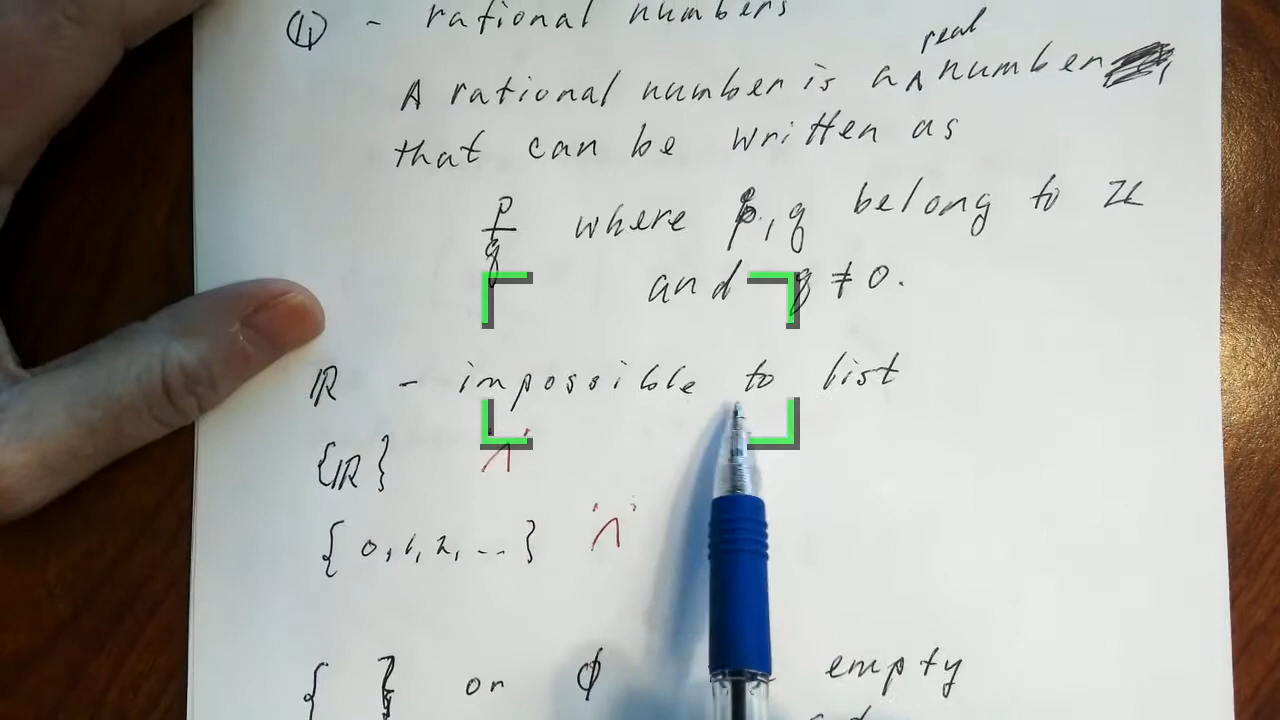 ℚ - rational numbers
A rational number is a real number,
that can be written as
p/q where p, q belong to ℤ
and q ≠ 0.
ℝ - impossible to list
{ℝ}
{0, 1, 2, ...}
{ } or ∅ empty